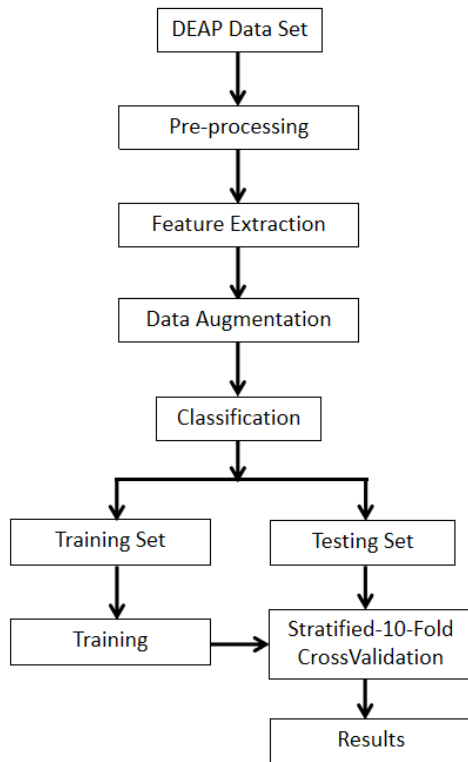 DEAP Data Set
Pre-processing
Feature Extraction
Data Augmentation
Classification
Training Set
Testing Set
Training
Stratified-10-Fold
CrossValidation
Results